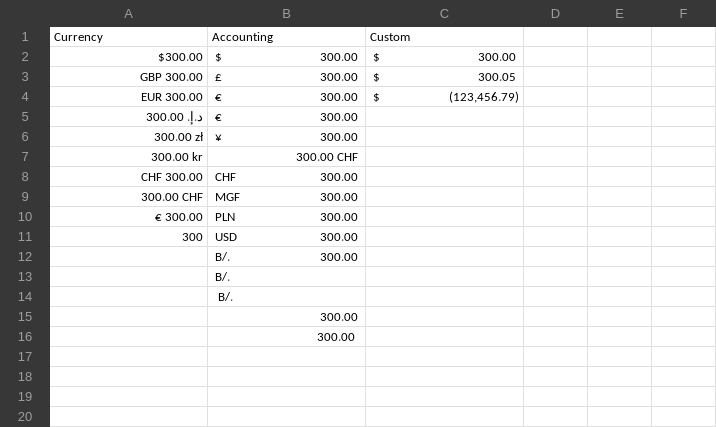 A B C D E F
1 Currency Accounting Custom
2 $300.00 $ 300.00 $ 300.00
3 GBP 300.00 £ 300.00 $ 300.05
4 EUR 300.00 € 300.00 $ (123,456.79)
5 300.00 د.إ.‏ € 300.00
6 300.00 zł ¥ 300.00
7 300.00 kr 300.00 CHF
8 CHF 300.00 CHF 300.00
9 300.00 CHF MGF 300.00
10 € 300.00 PLN 300.00
11 300 USD 300.00
12 B/. 300.00
13 B/.
14 B/.
15 300.00
16 300.00
17
18
19
20